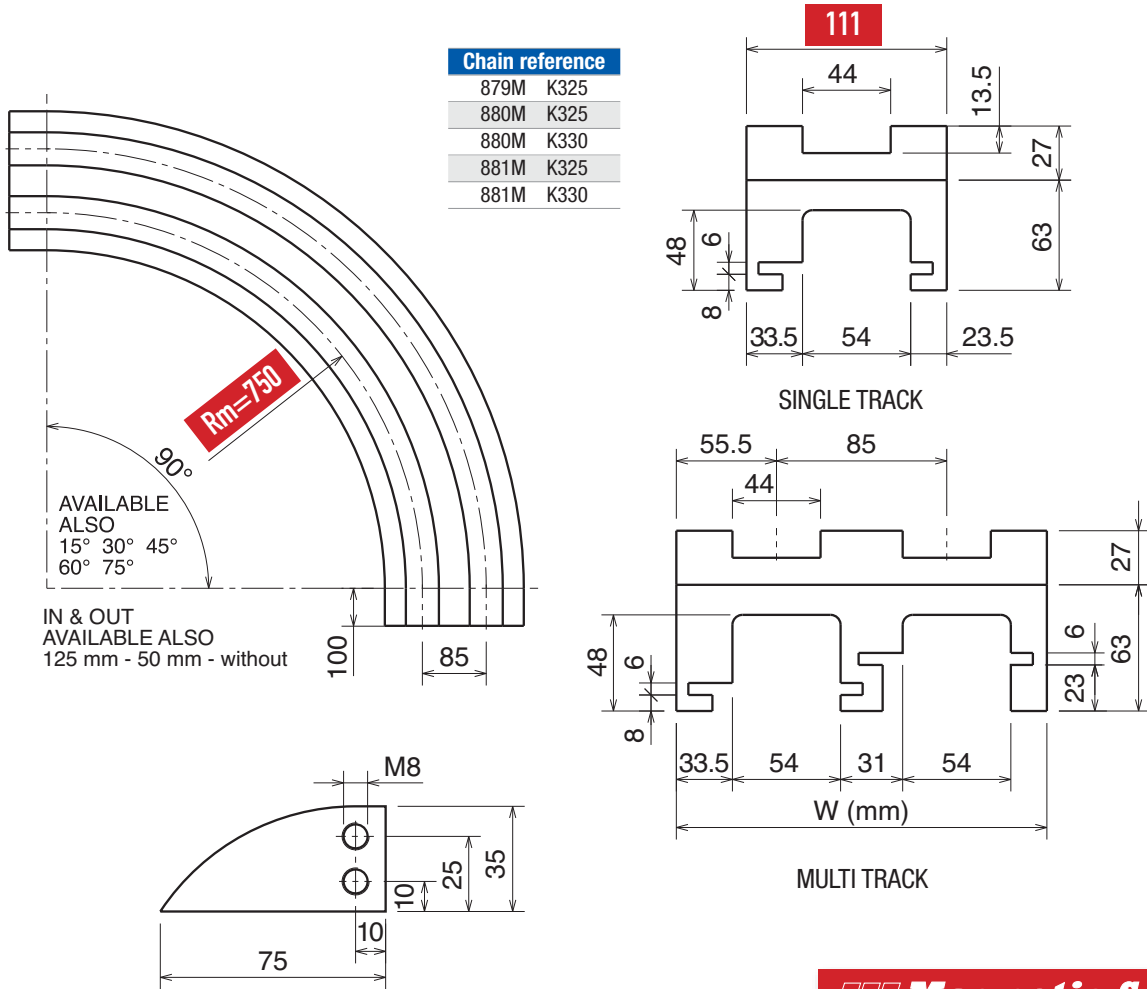 Chain reference
879M K325
880M K325
880M K330
881M K325
881M K330
111
44
13.5
27
63
48
6
8
33.5
54
23.5
SINGLE TRACK
Rm=750
90°
AVAILABLE
ALSO
15° 30° 45°
60° 75°
IN & OUT
AVAILABLE ALSO
125 mm - 50 mm - without
100
85
55.5
85
44
27
63
48
6
8
6
23
33.5
54
31
54
W (mm)
MULTI TRACK
M8
35
25
10
10
75